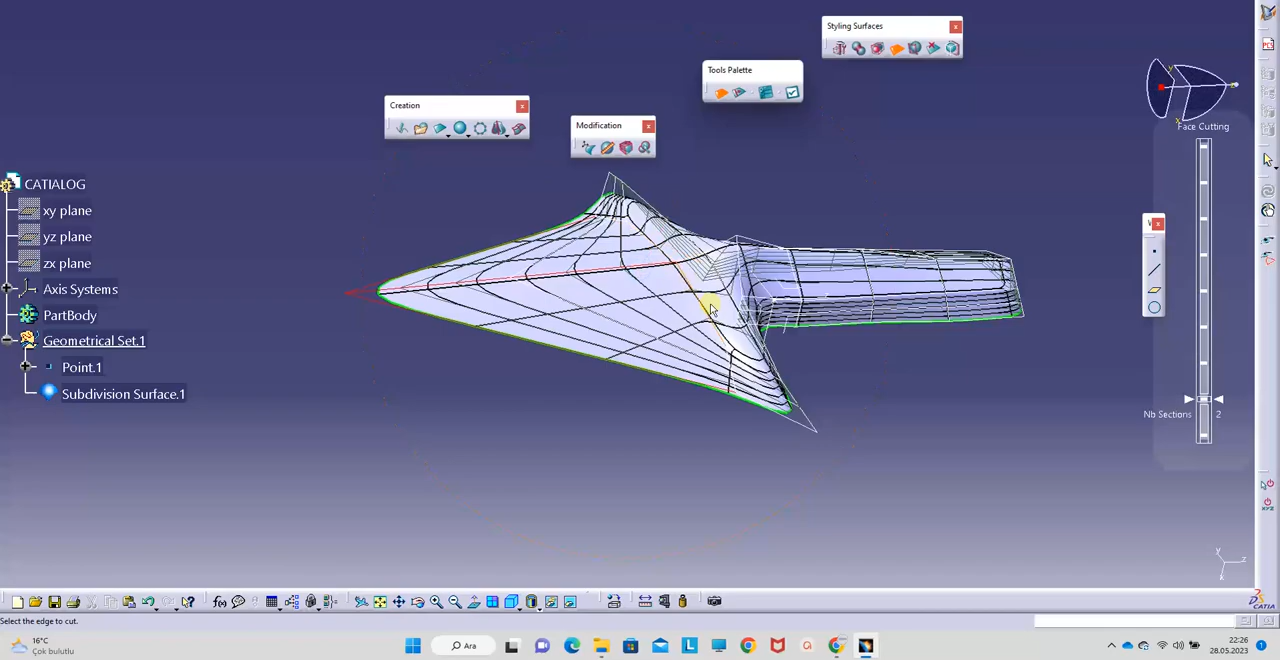 Styling Surfaces
Tools Palette
Creation
Modification
Face Cutting
CATIALOG
xy plane
yz plane
zx plane
Axis Systems
PartBody
Geometrical Set.1
Point.1
Subdivision Surface.1
Nb Sections
2
Select the edge to cut.
16°C
Çok bulutlu
Ara
22:26
28.05.2023